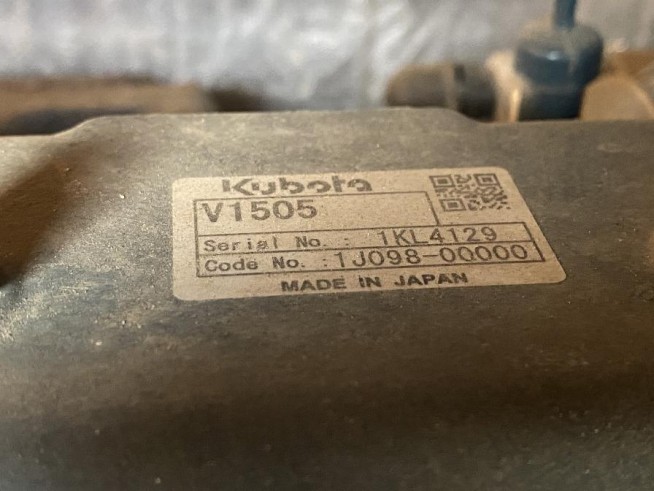 Kubota
V1505
Serial No. : 1KL4129
Code No. :1J098-00000
MADE IN JAPAN